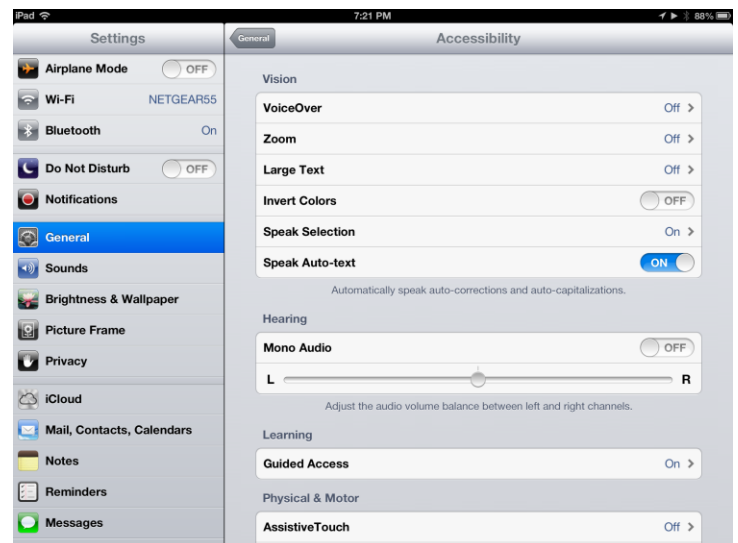 iPad 7:21 PM 88%
Settings
Airplane Mode OFF
Wi-Fi NETGEAR55
Bluetooth On
Do Not Disturb OFF
Notifications
General
Sounds
Brightness & Wallpaper
Picture Frame
Privacy
iCloud
Mail, Contacts, Calendars
Notes
Reminders
Messages
General Accessibility
Vision
VoiceOver Off
Zoom Off
Large Text Off
Invert Colors OFF
Speak Selection On
Speak Auto-text ON
Automatically speak auto-corrections and auto-capitalizations.
Hearing
Mono Audio OFF
L R
Adjust the audio volume balance between left and right channels.
Learning
Guided Access On
Physical & Motor
AssistiveTouch Off